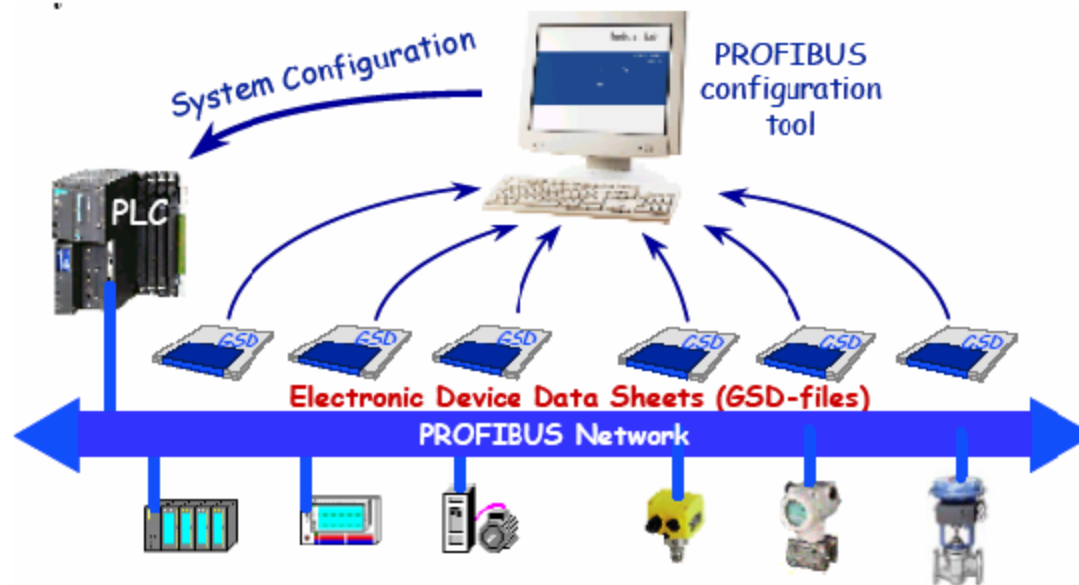 System Configuration
PROFIBUS
configuration
tool
PLC
GSD
GSD
GSD
GSD
GSD
GSD
Electronic Device Data Sheets (GSD-files)
PROFIBUS Network